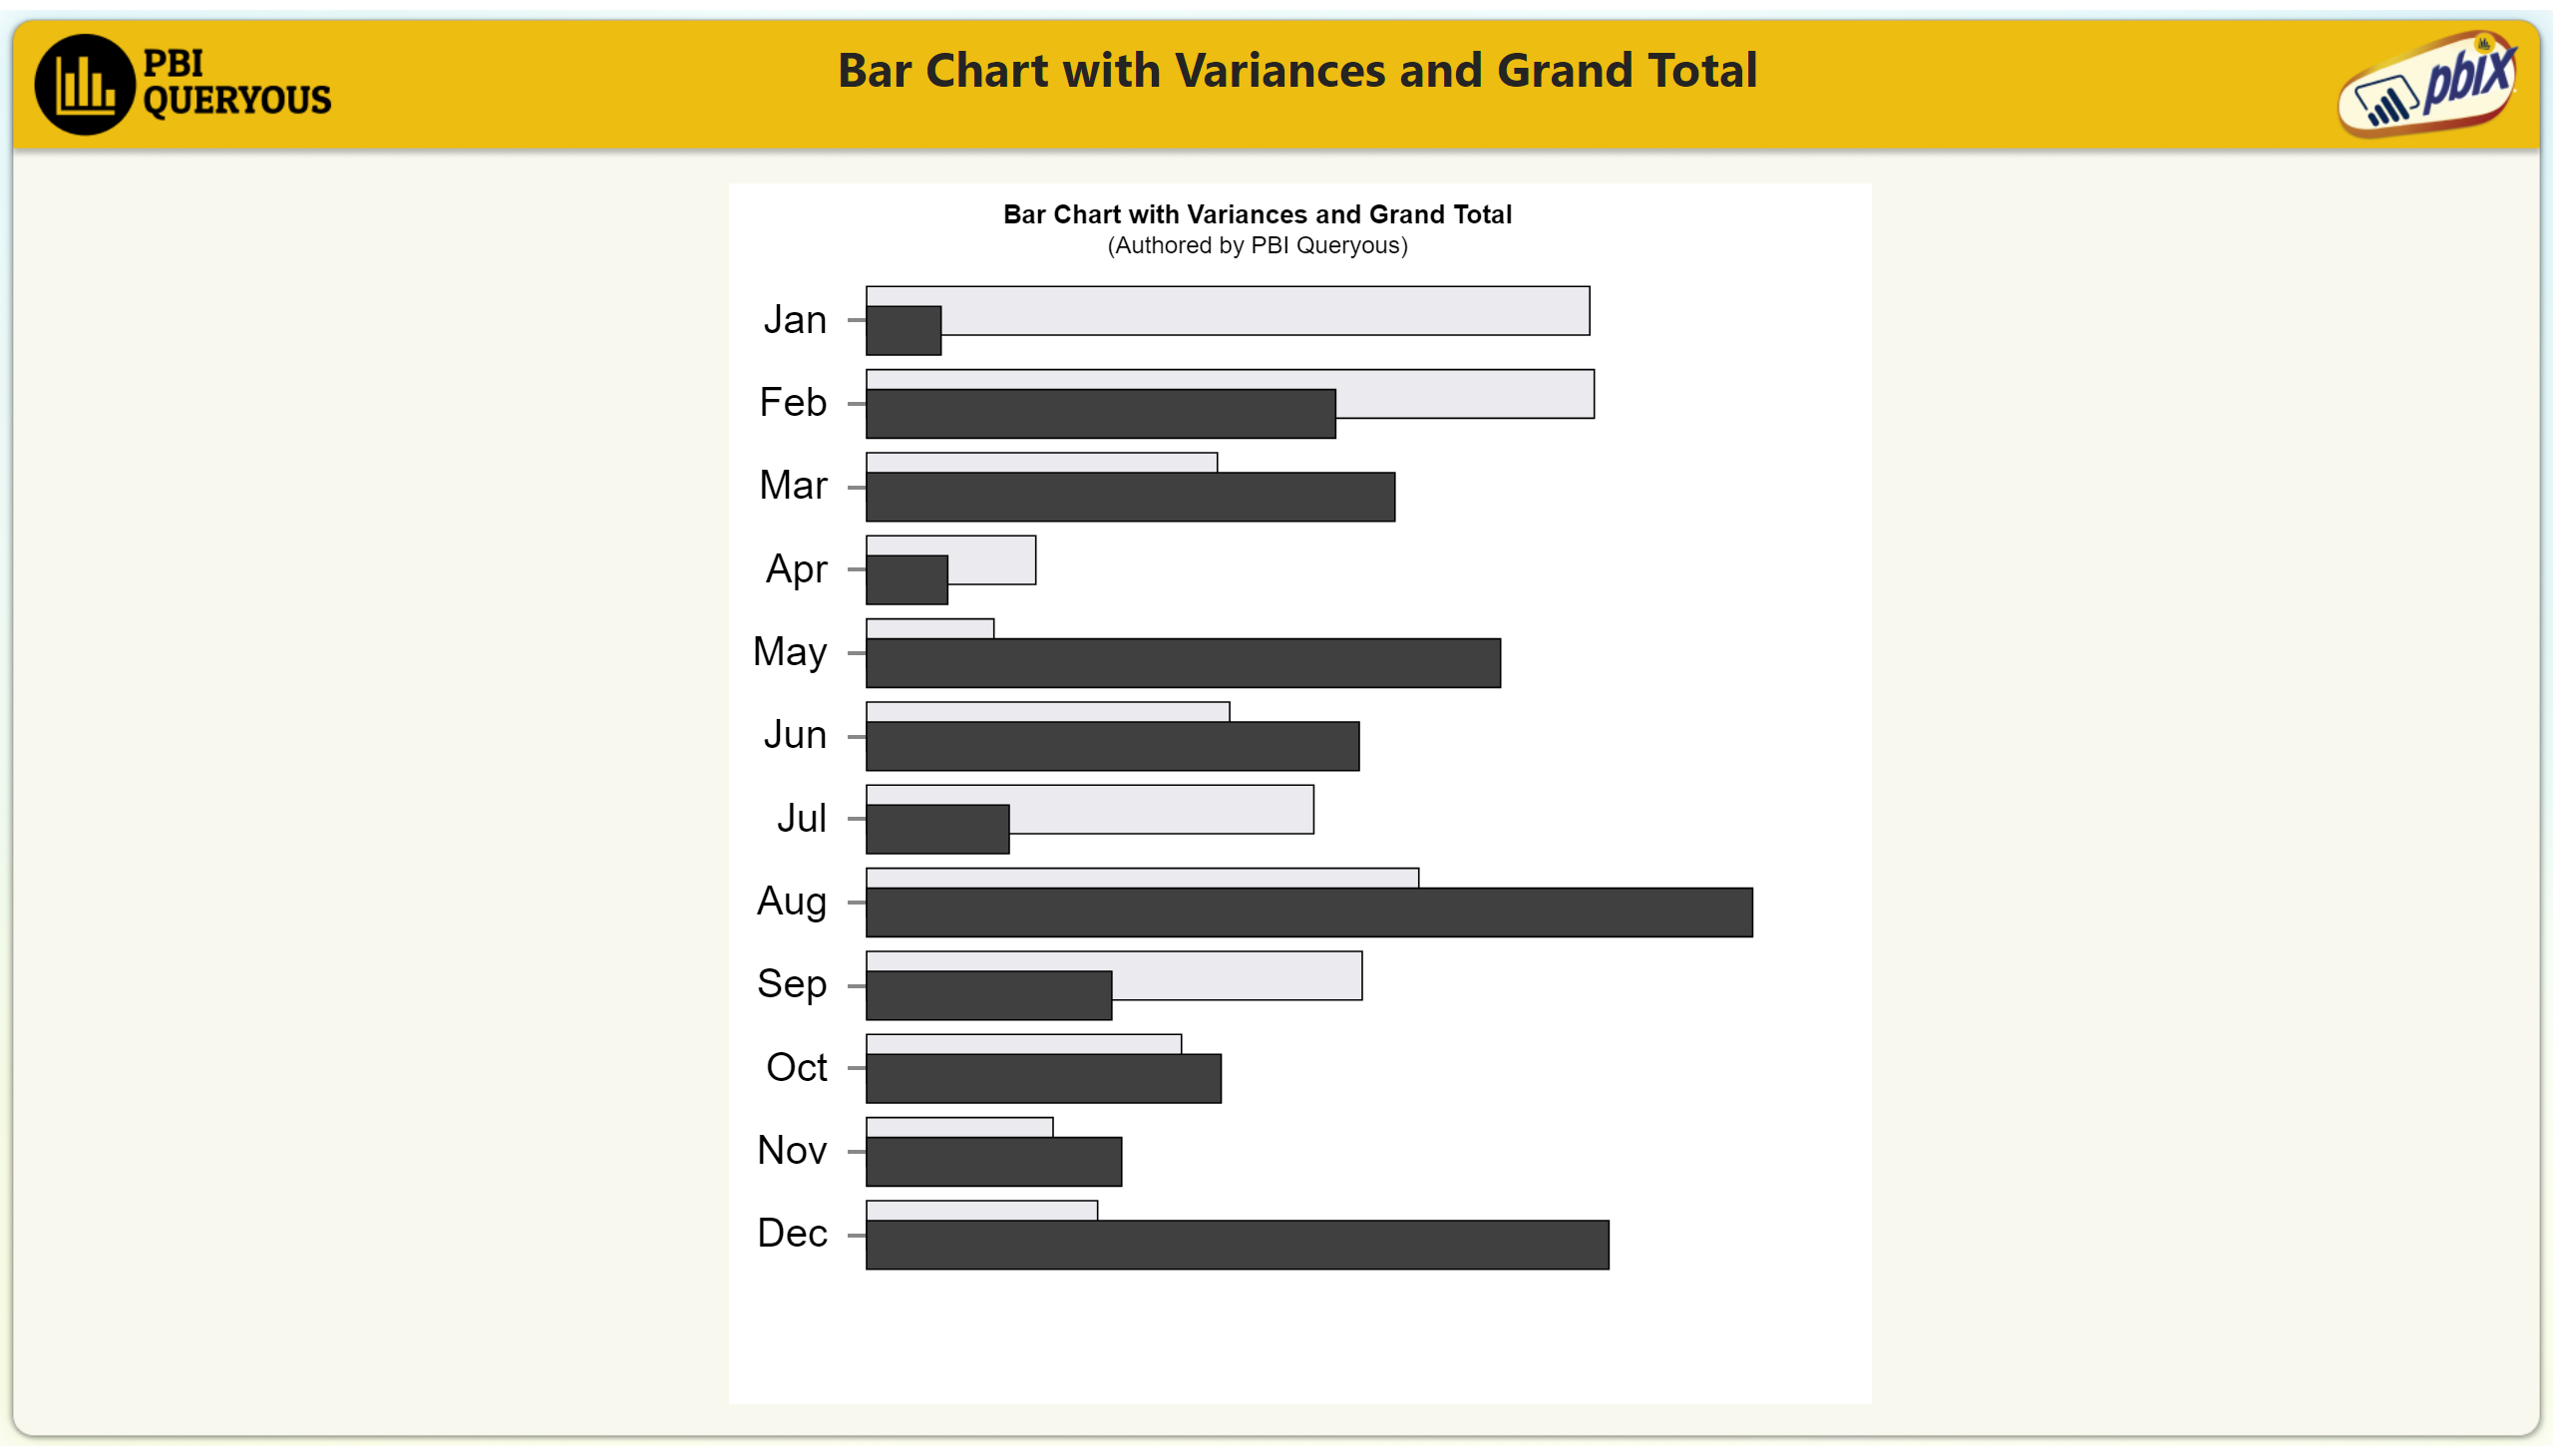 PBI
QUERYOUS
Bar Chart with Variances and Grand Total
pbix
Bar Chart with Variances and Grand Total
(Authored by PBI Queryous)
Jan
Feb
Mar
Apr
May
Jun
Jul
Aug
Sep
Oct
Nov
Dec